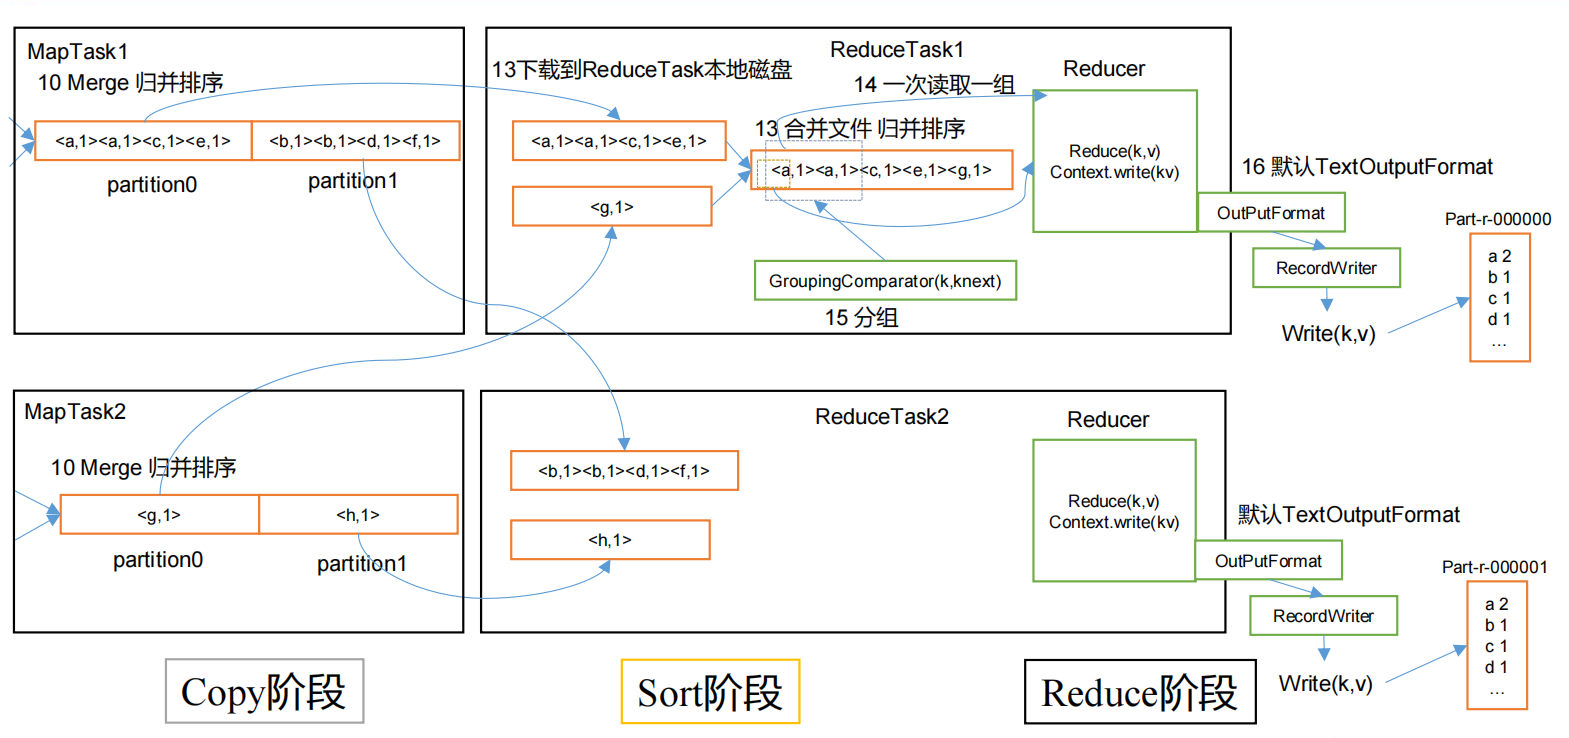 MapTask1
10 Merge 归并排序
<a,1><a,1><c,1><e,1>
<b,1><b,1><d,1><f,1>
partition0
partition1
ReduceTask1
13下载到ReduceTask本地磁盘
14 一次读取一组
Reducer
<a,1><a,1><c,1><e,1>
13 合并文件 归并排序
<a,1><a,1><c,1><e,1><g,1>
<g,1>
Reduce(k,v)
Context.write(kv)
GroupingComparator(k,knext)
15 分组
16 默认TextOutputFormat
OutPutFormat
RecordWriter
Write(k,v)
Part-r-000000
a 2
b 1
c 1
d 1
...
MapTask2
10 Merge 归并排序
<g,1>
<h,1>
partition0
partition1
ReduceTask2
Reducer
<b,1><b,1><d,1><f,1>
<h,1>
Reduce(k,v)
Context.write(kv)
默认TextOutputFormat
OutPutFormat
RecordWriter
Write(k,v)
Part-r-000001
a 2
b 1
c 1
d 1
...
Copy阶段
Sort阶段
Reduce阶段